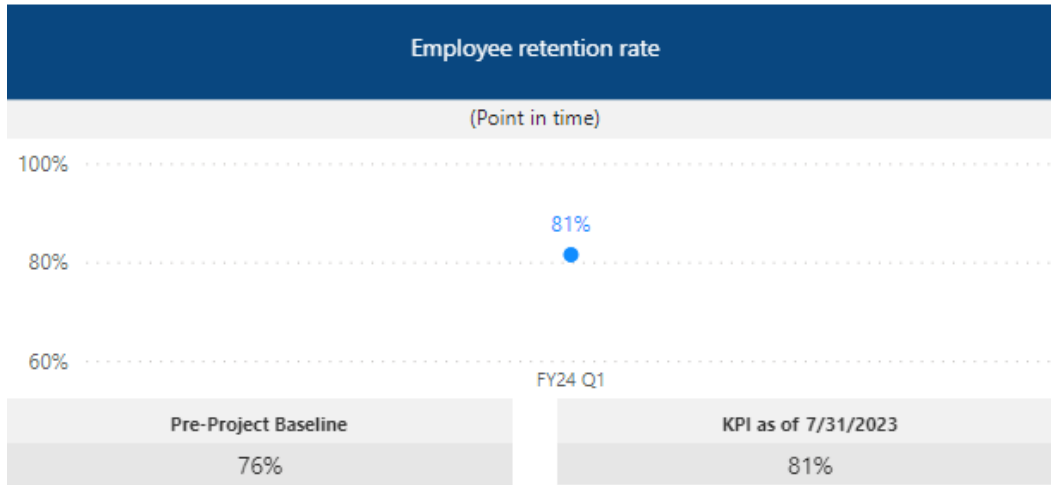 Employee retention rate
(Point in time)
100%
81%
80%
60%
FY24 Q1
Pre-Project Baseline
KPI as of 7/31/2023
76%
81%